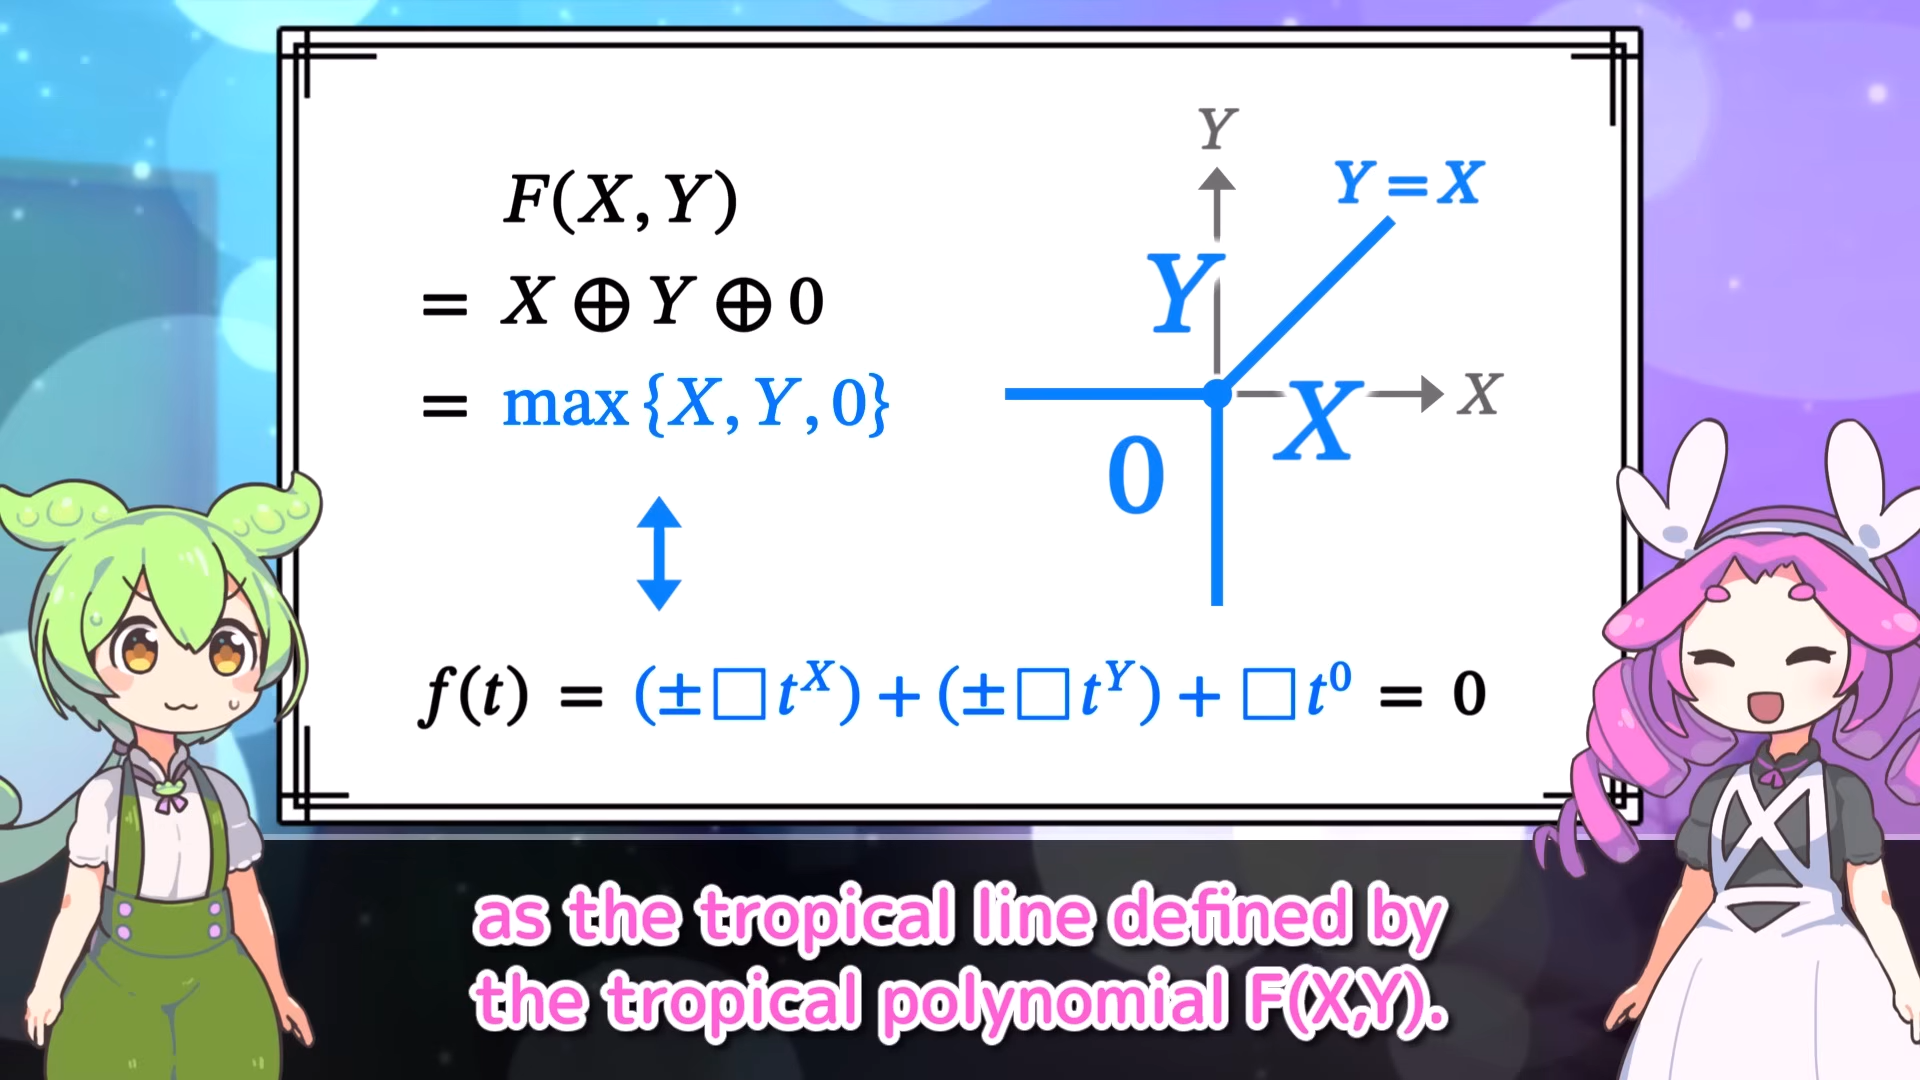 F(X, Y)
= X ⊕ Y ⊕ 0
= max {X, Y, 0}
Y
Y = X
Y
X
X
0
f(t) = (±□t^X) + (±□t^Y) + □t^0 = 0
as the tropical line defined by
the tropical polynomial F(X,Y).